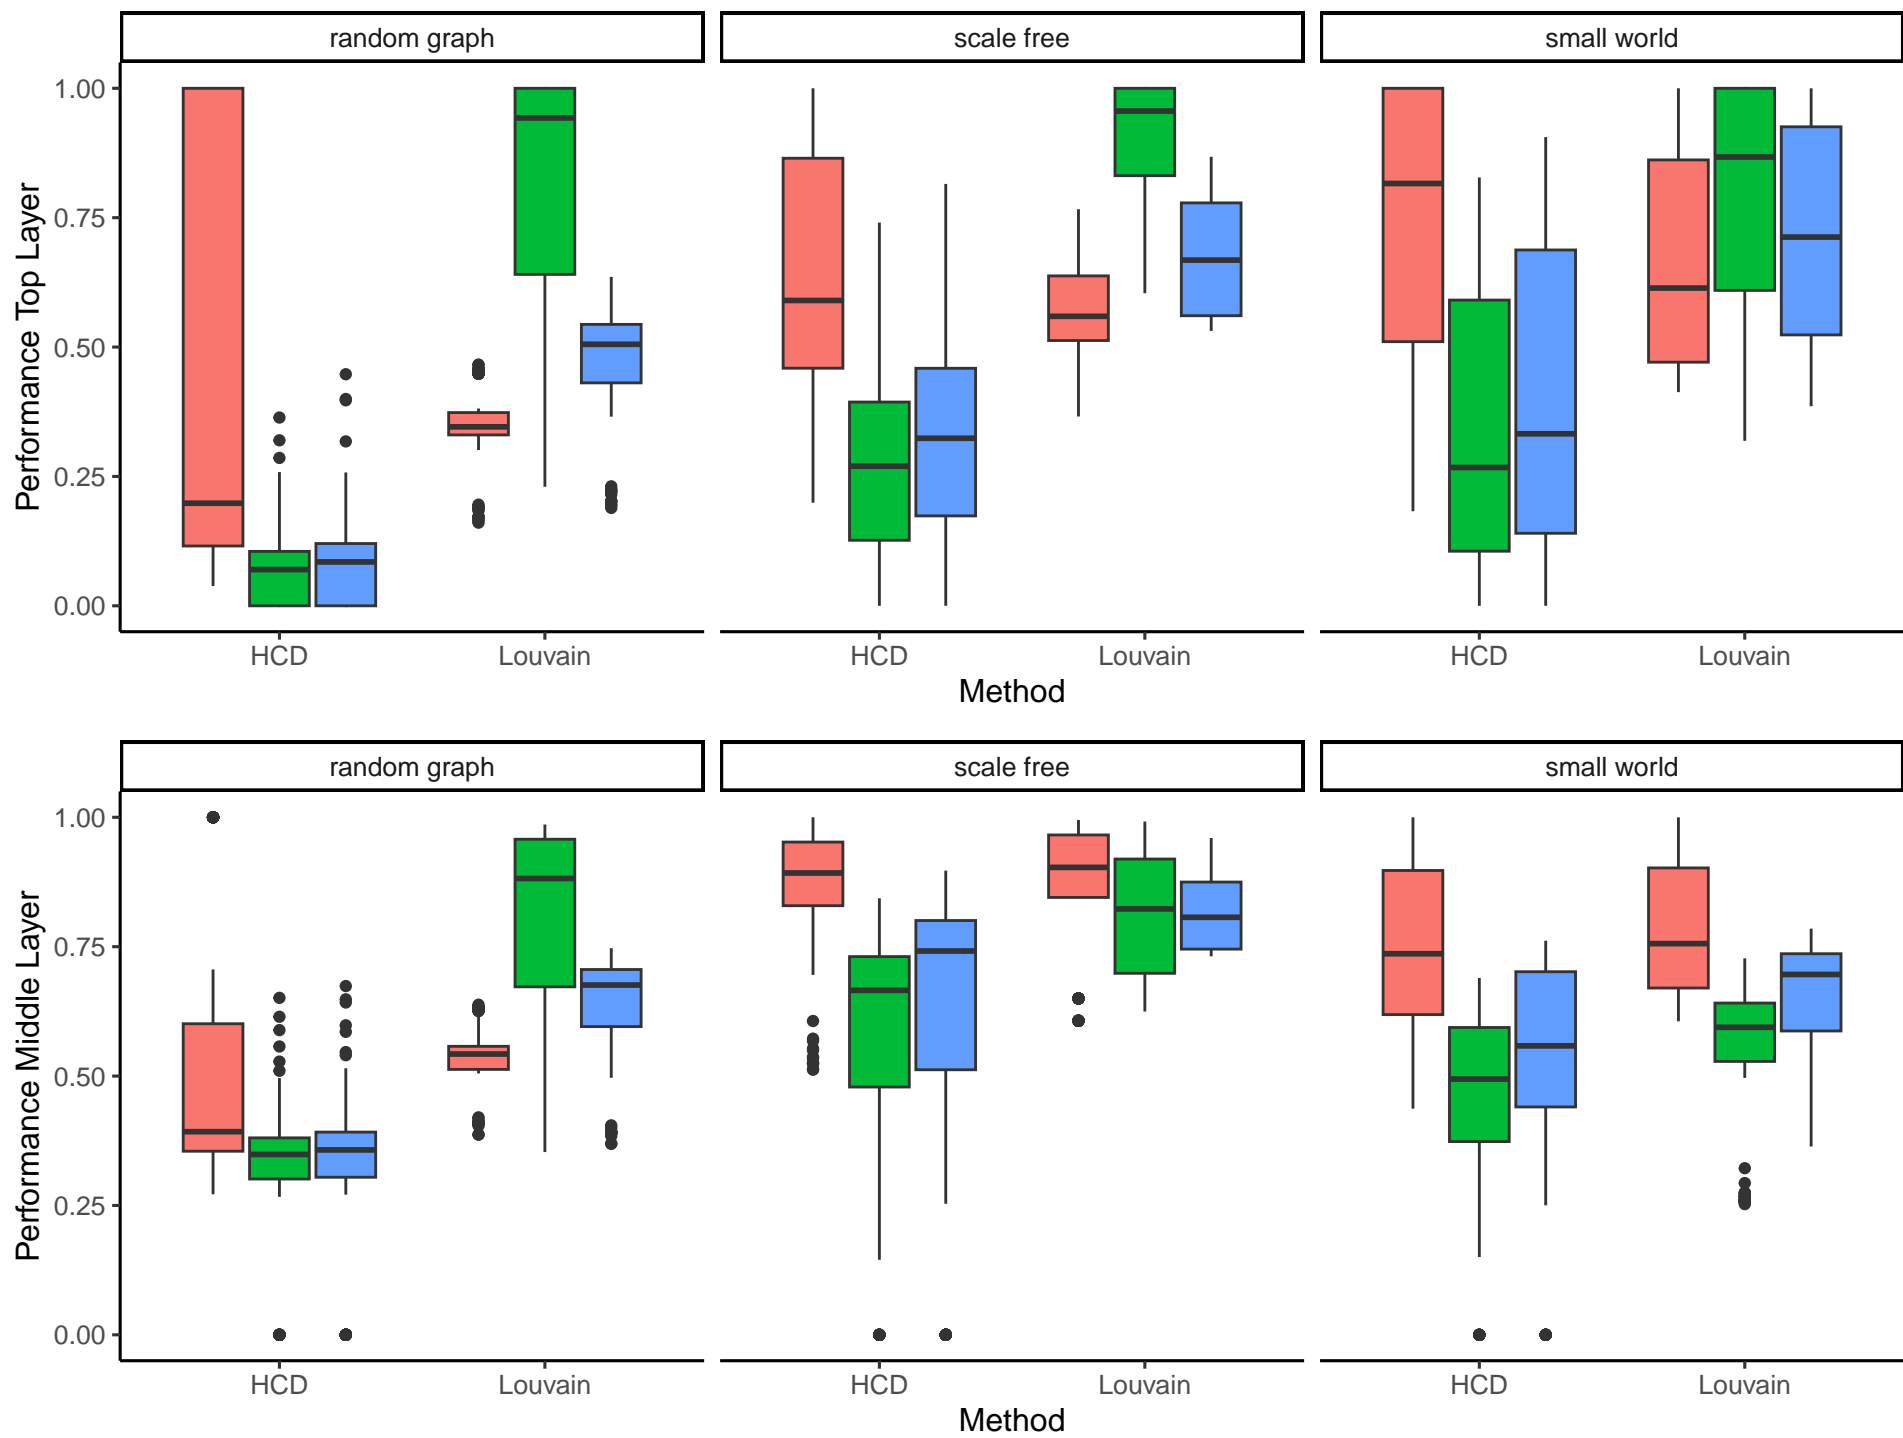 random graph
scale free
small world
Performance Top Layer
1.00
0.75
0.50
0.25
0.00
HCD
Louvain
HCD
Louvain
HCD
Louvain
Method
random graph
scale free
small world
Performance Middle Layer
1.00
0.75
0.50
0.25
0.00
HCD
Louvain
HCD
Louvain
HCD
Louvain
Method